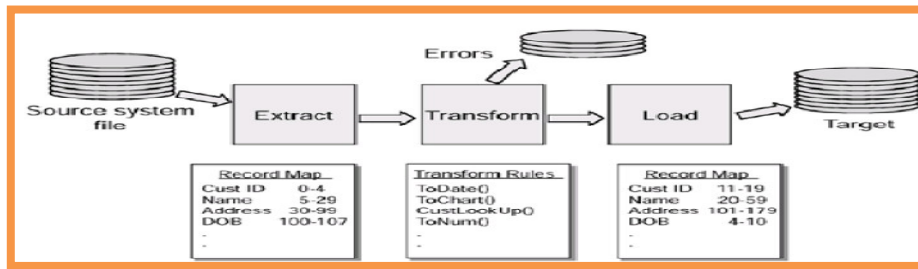 Errors
Source system
file
Extract
Transform
Load
Target
Record Map
Cust ID 0-4
Name 5-29
Address 30-99
DOB 100-107
-
-
Transform Rules
ToDate()
ToChart()
CustLookUp()
ToNum()
-
-
Record Map
Cust ID 11-19
Name 20-59
Address 101-179
DOB 4-10
-
-